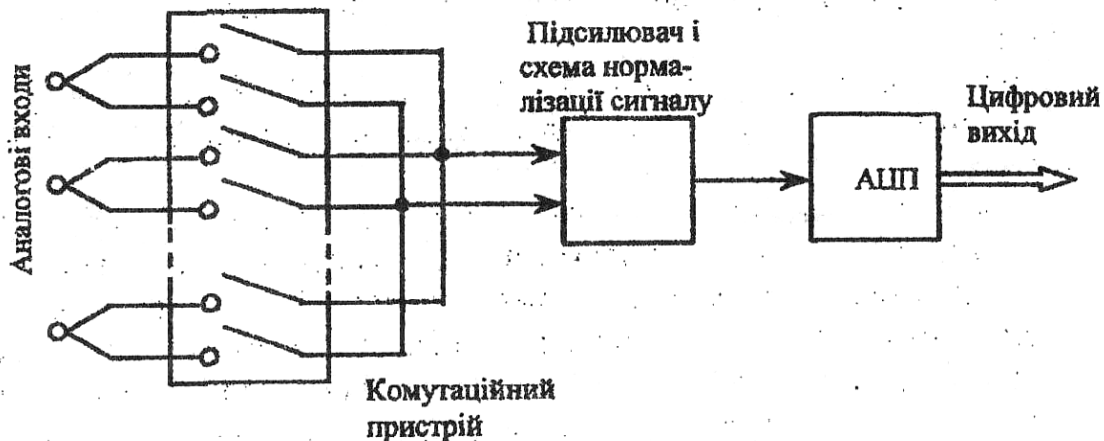 Аналогові входи
Підсилювач і
схема норма-
лізації сигналу
АЦП
Цифровий
вихід
Комутаційний
пристрій